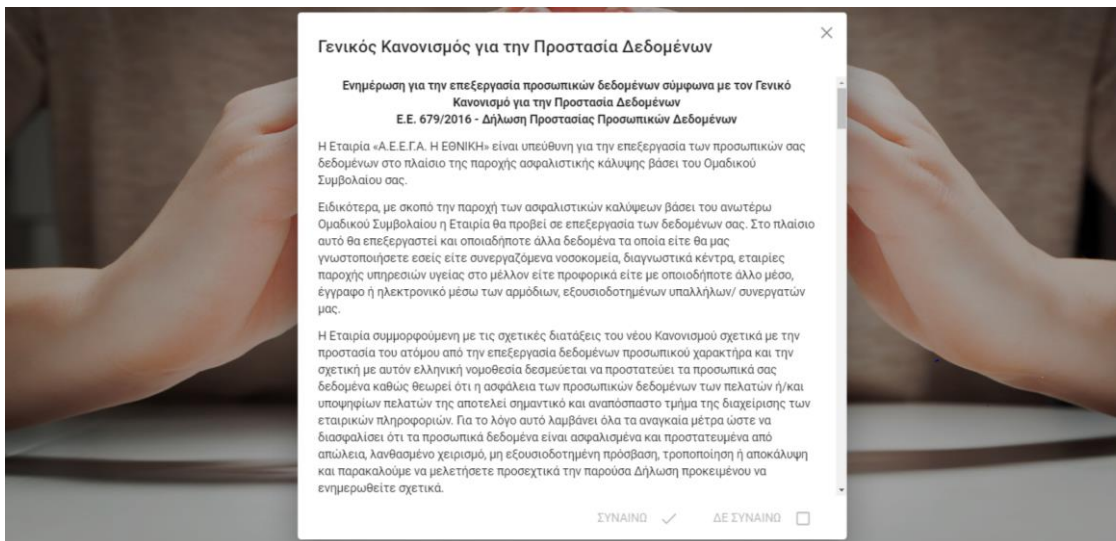 Γενικός Κανονισμός για την Προστασία Δεδομένων
Ενημέρωση για την επεξεργασία προσωπικών δεδομένων σύμφωνα με τον Γενικό
Κανονισμό για την Προστασία Δεδομένων
Ε.Ε. 679/2016 - Δήλωση Προστασίας Προσωπικών Δεδομένων
Η Εταιρία «Α.Ε.Ε.Γ.Α. Η ΕΘΝΙΚΗ» είναι υπεύθυνη για την επεξεργασία των προσωπικών σας
δεδομένων στο πλαίσιο της παροχής ασφαλιστικής κάλυψης βάσει του Ομαδικού
Συμβολαίου σας.
Ειδικότερα, με σκοπό την παροχή των ασφαλιστικών καλύψεων βάσει του ανωτέρω
Ομαδικού Συμβολαίου η Εταιρία θα προβεί σε επεξεργασία των δεδομένων σας. Στο πλαίσιο
αυτό θα επεξεργαστεί και οποιαδήποτε άλλα δεδομένα τα οποία είτε θα μας
γνωστοποιήσετε εσείς είτε συνεργαζόμενα νοσοκομεία, διαγνωστικά κέντρα, εταιρίες
παροχής υπηρεσιών υγείας στο μέλλον είτε προφορικά είτε με οποιοδήποτε άλλο μέσο,
έγγραφο ή ηλεκτρονικό μέσω των αρμόδιων, εξουσιοδοτημένων υπαλλήλων/ συνεργατών
μας.
Η Εταιρία συμμορφούμενη με τις σχετικές διατάξεις του νέου Κανονισμού σχετικά με την
προστασία του ατόμου από την επεξεργασία δεδομένων προσωπικού χαρακτήρα και την
σχετική με αυτόν ελληνική νομοθεσία δεσμεύεται να προστατεύει τα προσωπικά σας
δεδομένα καθώς θεωρεί ότι η ασφάλεια των προσωπικών δεδομένων των πελατών ή/και
υποψηφίων πελατών της αποτελεί σημαντικό και αναπόσπαστο τμήμα της διαχείρισης των
εταιρικών πληροφοριών. Για το λόγο αυτό λαμβάνει όλα τα αναγκαία μέτρα ώστε να
διασφαλίσει ότι τα προσωπικά δεδομένα είναι ασφαλισμένα και προστατευμένα από
απώλεια, λανθασμένο χειρισμό, μη εξουσιοδοτημένη πρόσβαση, τροποποίηση ή αποκάλυψη
και παρακαλούμε να μελετήσετε προσεχτικά την παρούσα Δήλωση προκειμένου να
ενημερωθείτε σχετικά.
ΣΥΝΑΙΝΩ ΔΕ ΣΥΝΑΙΝΩ